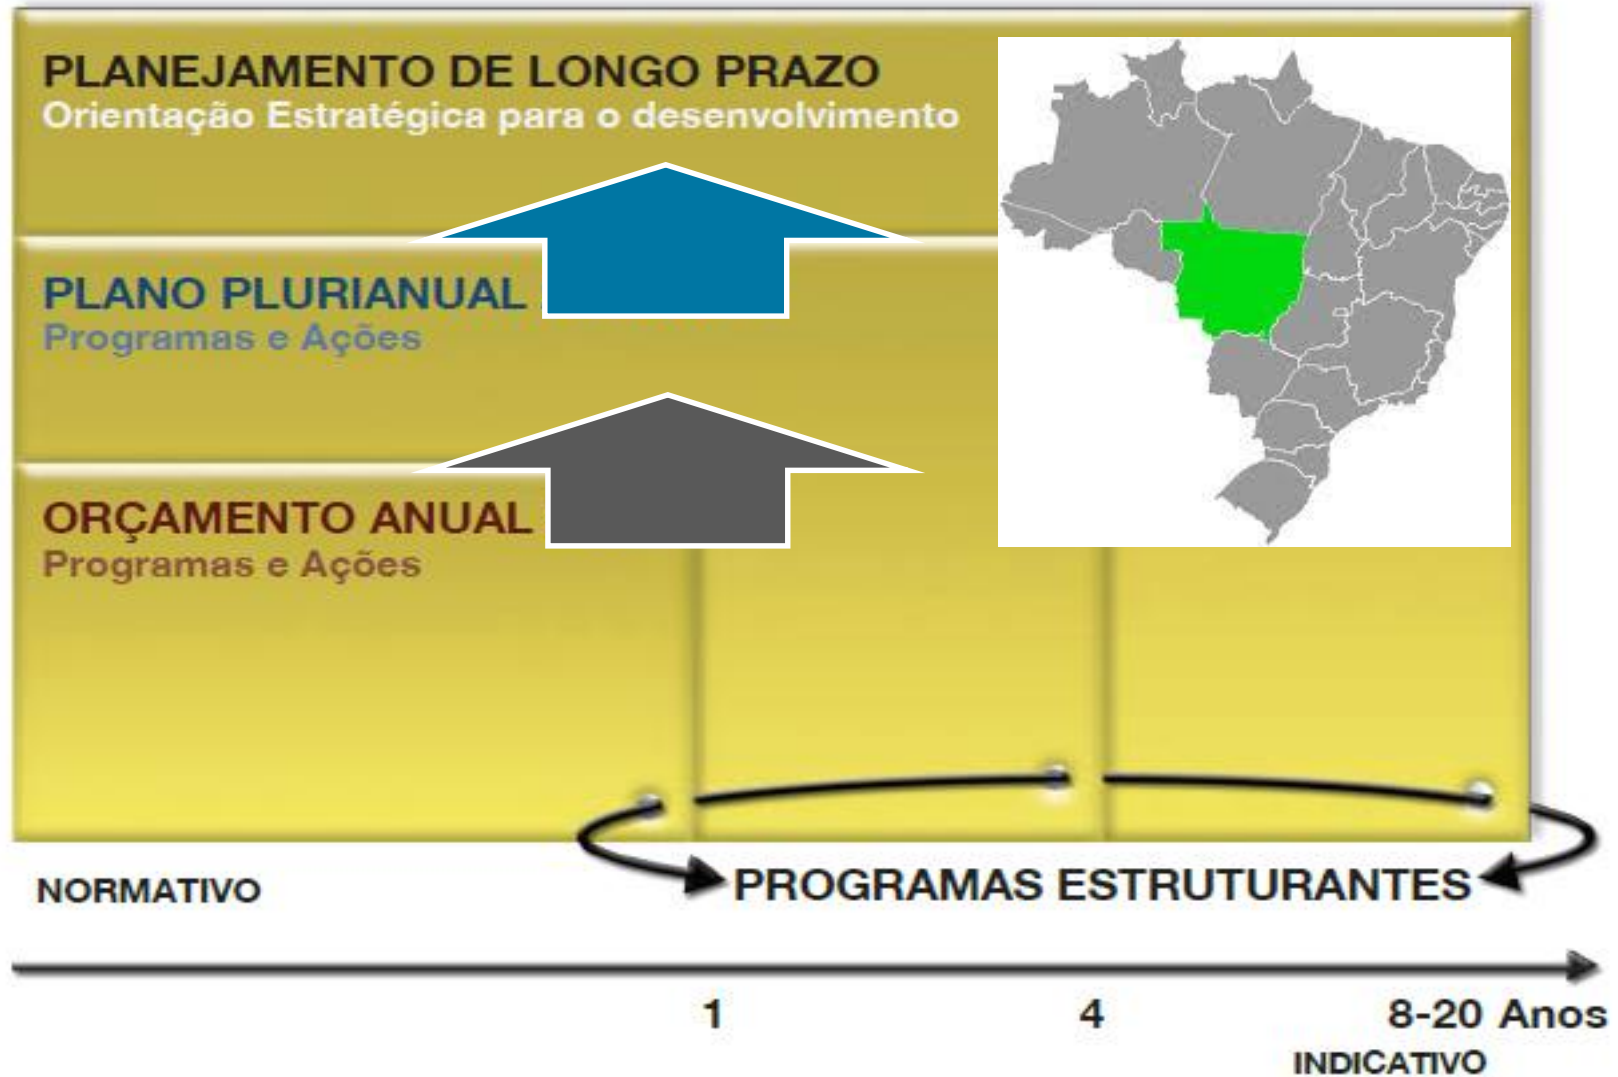 PLANEJAMENTO DE LONGO PRAZO
Orientação Estratégica para o desenvolvimento
PLANO PLURIANUAL
Programas e Ações
ORÇAMENTO ANUAL
Programas e Ações
NORMATIVO
PROGRAMAS ESTRUTURANTES
1
4
8-20 Anos
INDICATIVO